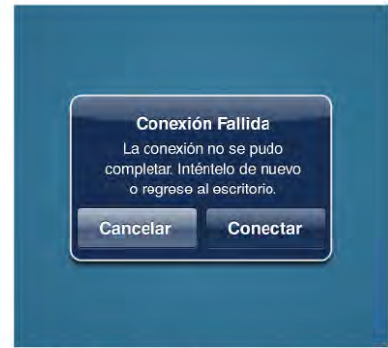 Conexión Fallida
La conexión no se pudo
completar. Inténtelo de nuevo
o regrese al escritorio.
Cancelar
Conectar